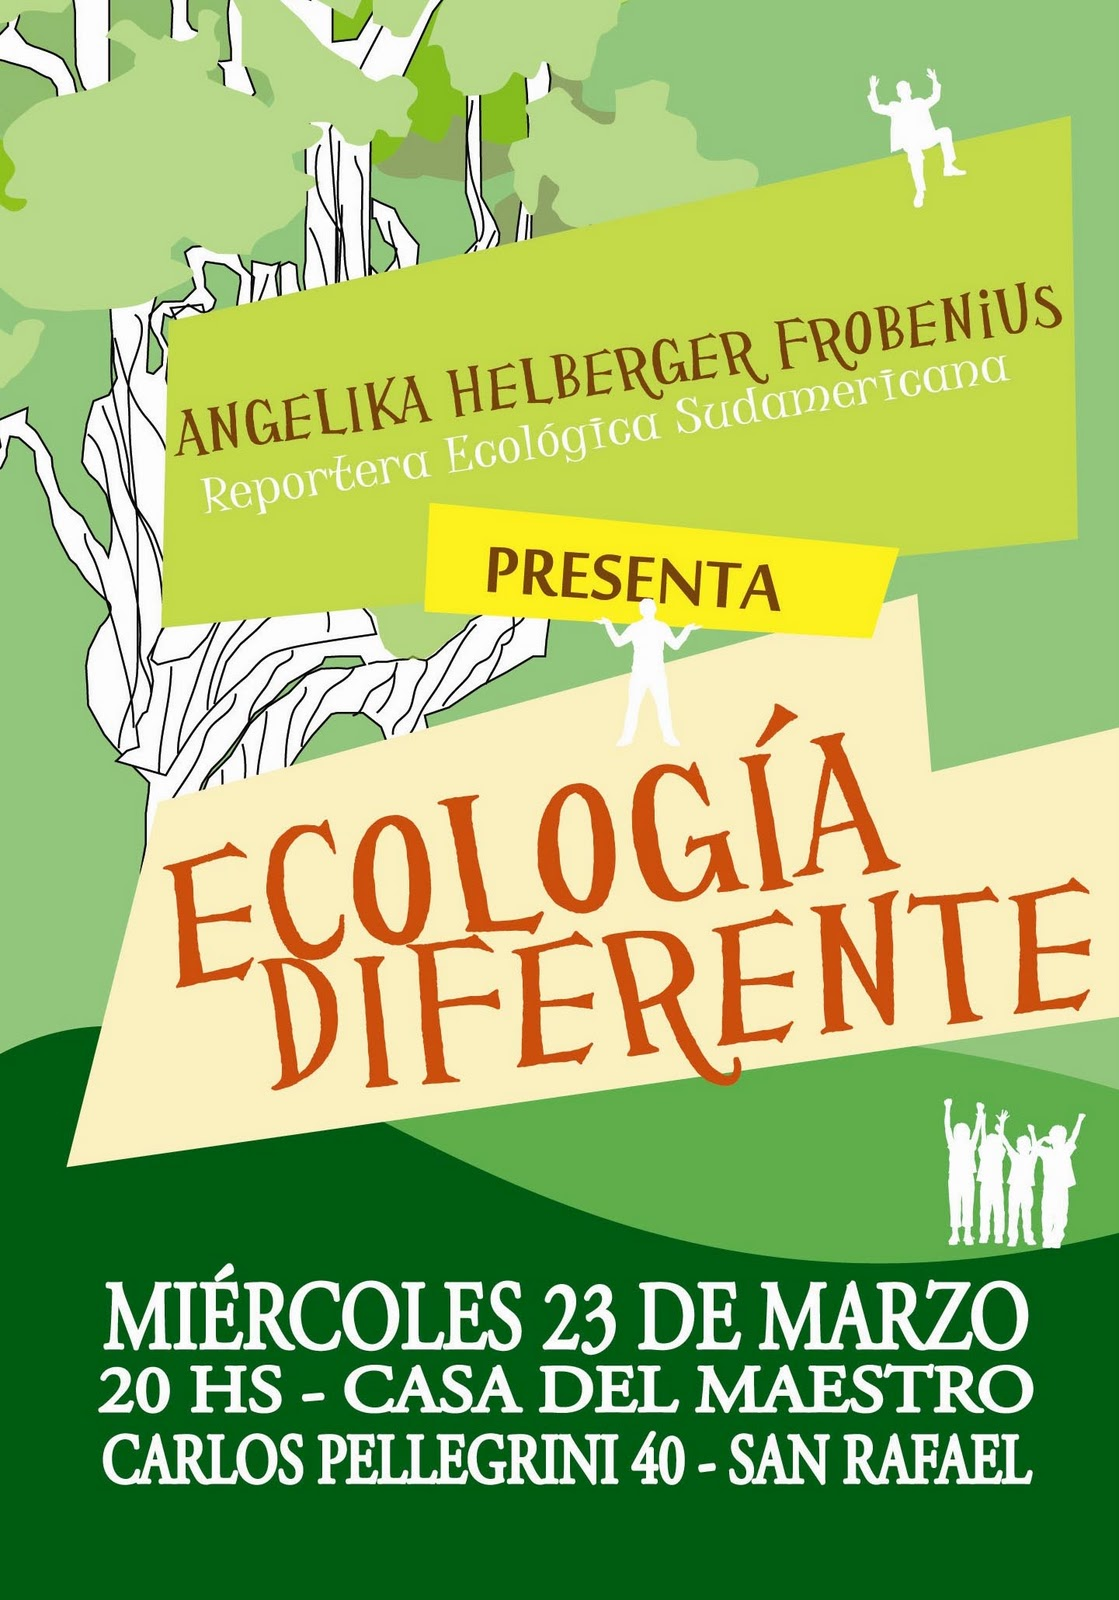 ANGELIKA HELBERGER FROBENiUS
Reportera Ecológica Sudamericana
PRESENTA
ECOLOGÍA
DIFERENTE
MIÉRCOLES 23 DE MARZO
20 HS - CASA DEL MAESTRO
CARLOS PELLEGRINI 40 - SAN RAFAEL